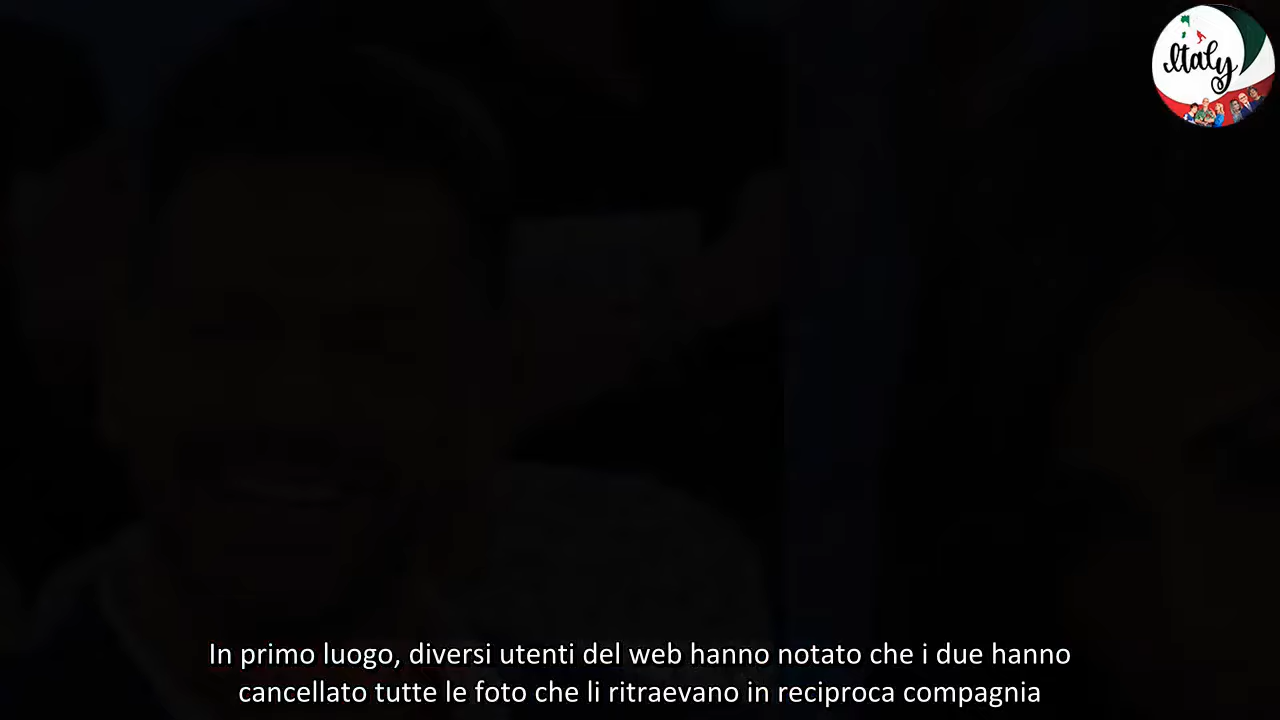 Italy
In primo luogo, diversi utenti del web hanno notato che i due hanno
cancellato tutte le foto che li ritraevano in reciproca compagnia